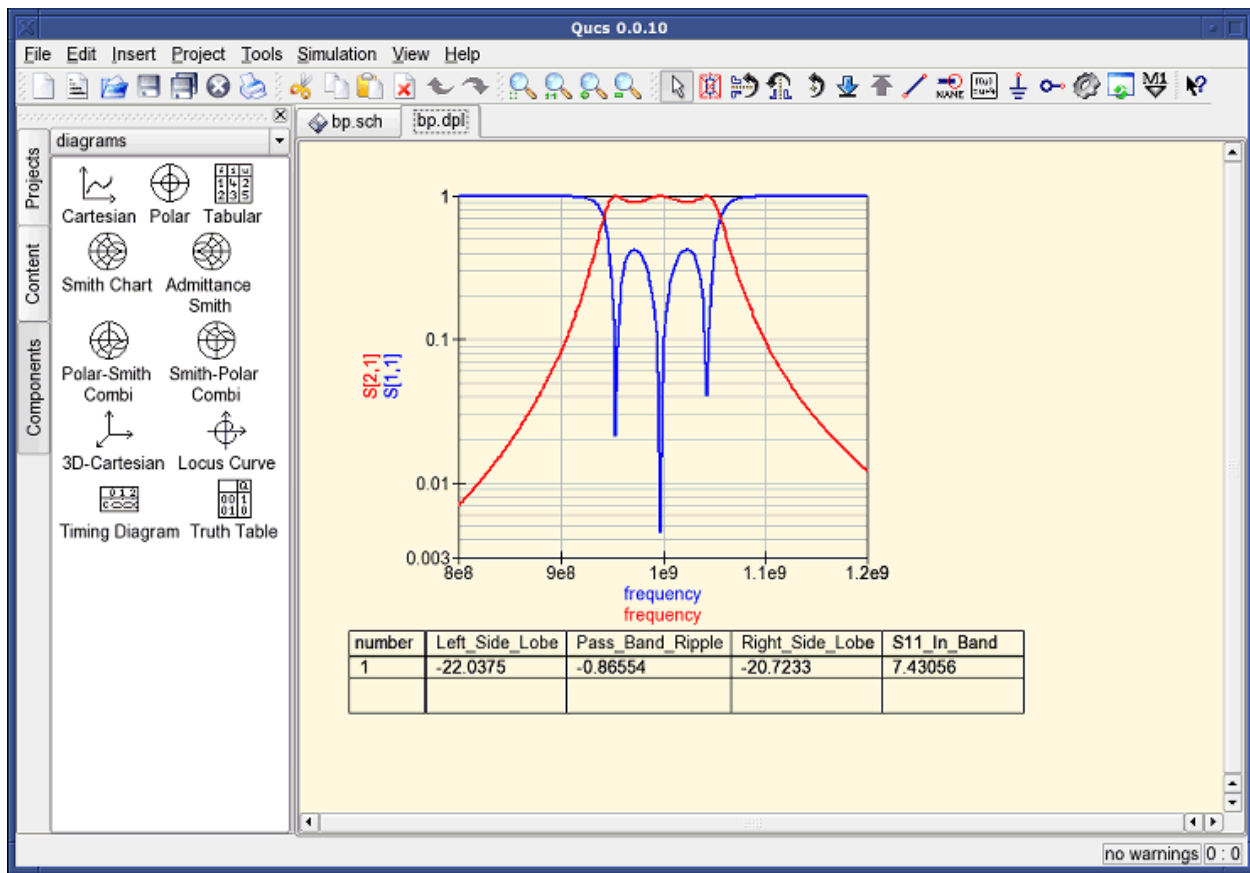 Qucs 0.0.10
File Edit Insert Project Tools Simulation View Help
NAME
M1
bp.sch bp.dpl
Projects
Content
Components
diagrams
Cartesian Polar Tabular
Smith Chart Admittance
Smith
Polar-Smith Smith-Polar
Combi Combi
3D-Cartesian Locus Curve
Timing Diagram Truth Table
1
0.1
0.01
0.003
S[2,1]
S[1,1]
8e8 9e8 1e9 1.1e9 1.2e9
frequency
frequency
number Left_Side_Lobe Pass_Band_Ripple Right_Side_Lobe S11_In_Band
1 -22.0375 -0.86554 -20.7233 7.43056
no warnings 0 : 0